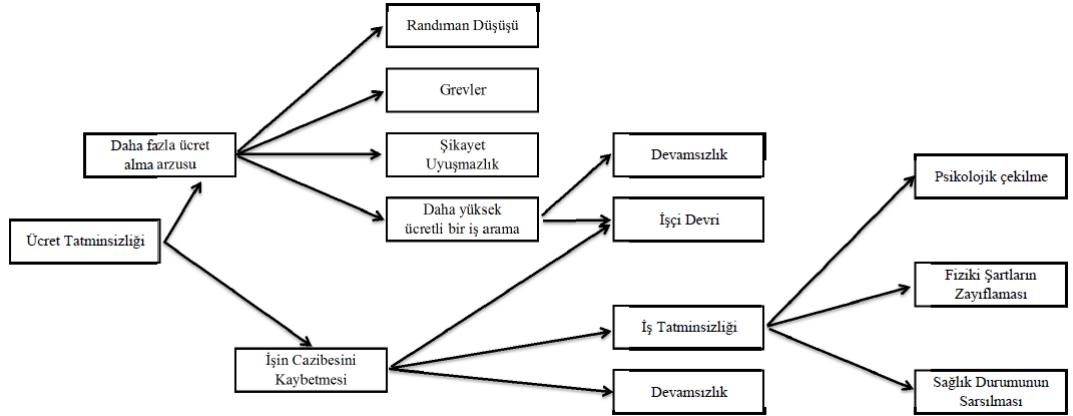 Randıman Düşüşü
Grevler
Daha fazla ücret
alma arzusu
Şikayet
Uyuşmazlık
Devamsızlık
Psikolojik çekilme
Daha yüksek
ücretli bir iş arama
İşçi Devri
Ücret Tatminsizliği
Fiziki Şartların
Zayıflaması
İş Tatminsizliği
İşin Cazibesini
Kaybetmesi
Devamsızlık
Sağlık Durumunun
Sarsılması